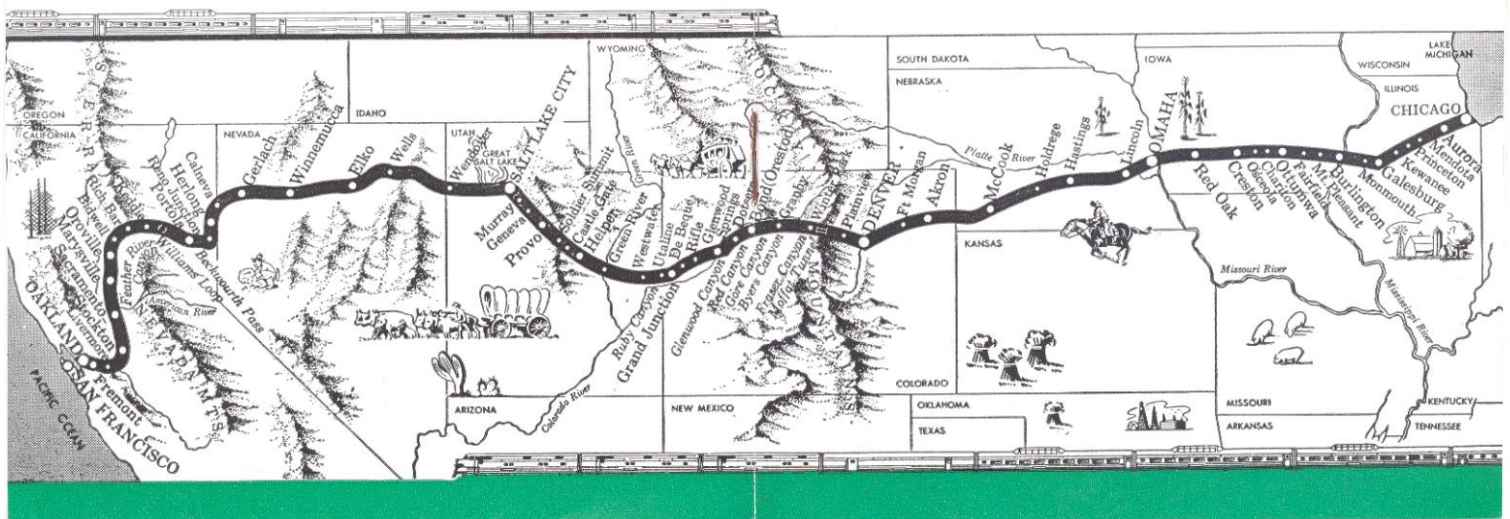 OREGON
CALIFORNIA
NEVADA
IDAHO
UTAH
WYOMING
SOUTH DAKOTA
NEBRASKA
IOWA
WISCONSIN
LAKE MICHIGAN
ILLINOIS
CHICAGO
Aurora
Mendota
Princeton
Kewanee
Galesburg
Monmouth
Burlington
Mt. Pleasant
Fairfield
Ottumwa
Chariton
Osceola
Creston
Red Oak
OMAHA
Lincoln
Hastings
Holdrege
McCook
Akron
Ft Morgan
DENVER
Plainview
Granby
Bond
Orestod
Glenwood Springs
Rifle
De Beque
Grand Junction
Utaline
Westwater
Green River
Helper
Castle Gate
Soldier Summit
Provo
Geneva
Murray
SALT LAKE CITY
GREAT SALT LAKE
Wendover
Wells
Elko
Winnemucca
Gerlach
Calneva
Herlong
Reno Junction
Portola
Rich Bar
Bidwell
Oroville
Marysville
Sacramento
Stockton
Livermore
Fremont
OAKLAND
SAN FRANCISCO
PACIFIC OCEAN
SIERRA
NEVADA MTS
Feather River Canyon
Williams Loop
Beckwourth Pass
American River
Green River
Colorado River
Ruby Canyon
Glenwood Canyon
Red Canyon
Gore Canyon
Byers Canyon
Fraser Canyon
Moffat Tunnel
Platte River
Missouri River
Mississippi River
KANSAS
COLORADO
ARIZONA
NEW MEXICO
OKLAHOMA
TEXAS
MISSOURI
ARKANSAS
KENTUCKY
TENNESSEE